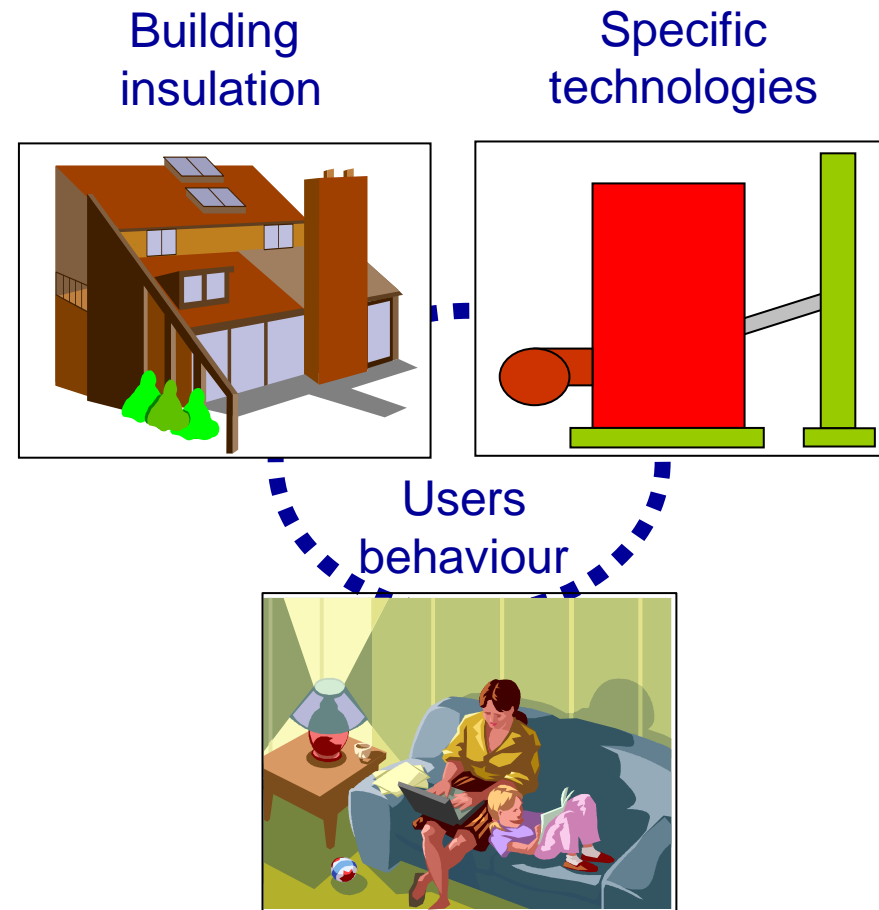 Building
insulation
Specific
technologies
Users
behaviour